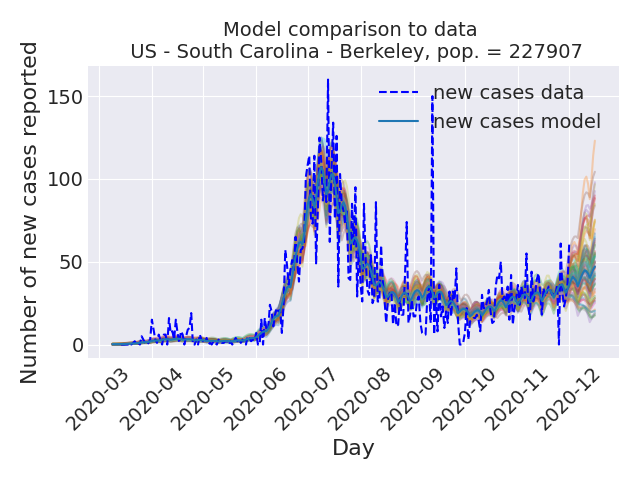 Model comparison to data
US - South Carolina - Berkeley, pop. = 227907
Number of new cases reported
150
100
50
0
new cases data
new cases model
2020-03
2020-04
2020-05
2020-06
2020-07
2020-08
2020-09
2020-10
2020-11
2020-12
Day